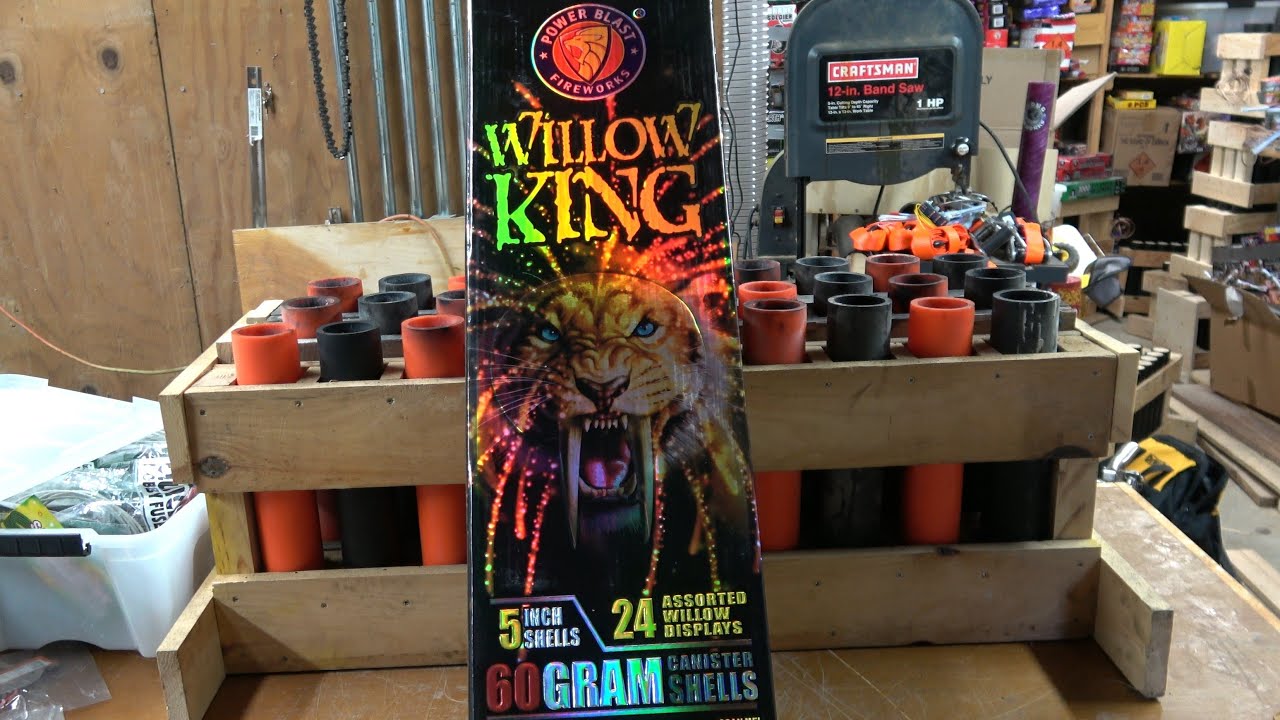 POWER BLAST
FIREWORKS
WILLOW
KING
5 INCH
SHELLS
24 ASSORTED
WILLOW
DISPLAYS
60 GRAM CANISTER
SHELLS
CRAFTSMAN
12-in. Band Saw
1 HP
SOLDIER